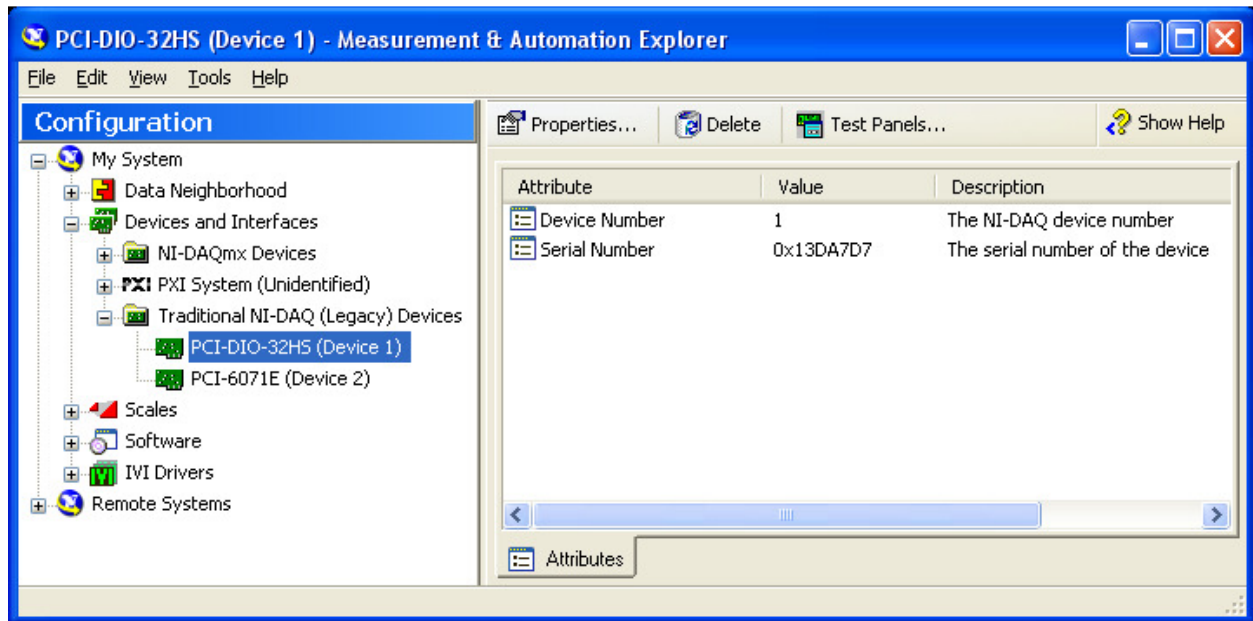 PCI-DIO-32HS (Device 1) - Measurement & Automation Explorer
File Edit View Tools Help
Configuration
My System
Data Neighborhood
Devices and Interfaces
NI-DAQmx Devices
PXI PXI System (Unidentified)
Traditional NI-DAQ (Legacy) Devices
PCI-DIO-32HS (Device 1)
PCI-6071E (Device 2)
Scales
Software
IVI Drivers
Remote Systems
Properties... Delete Test Panels... Show Help
Attribute Value Description
Device Number 1 The NI-DAQ device number
Serial Number 0x13DA7D7 The serial number of the device
Attributes